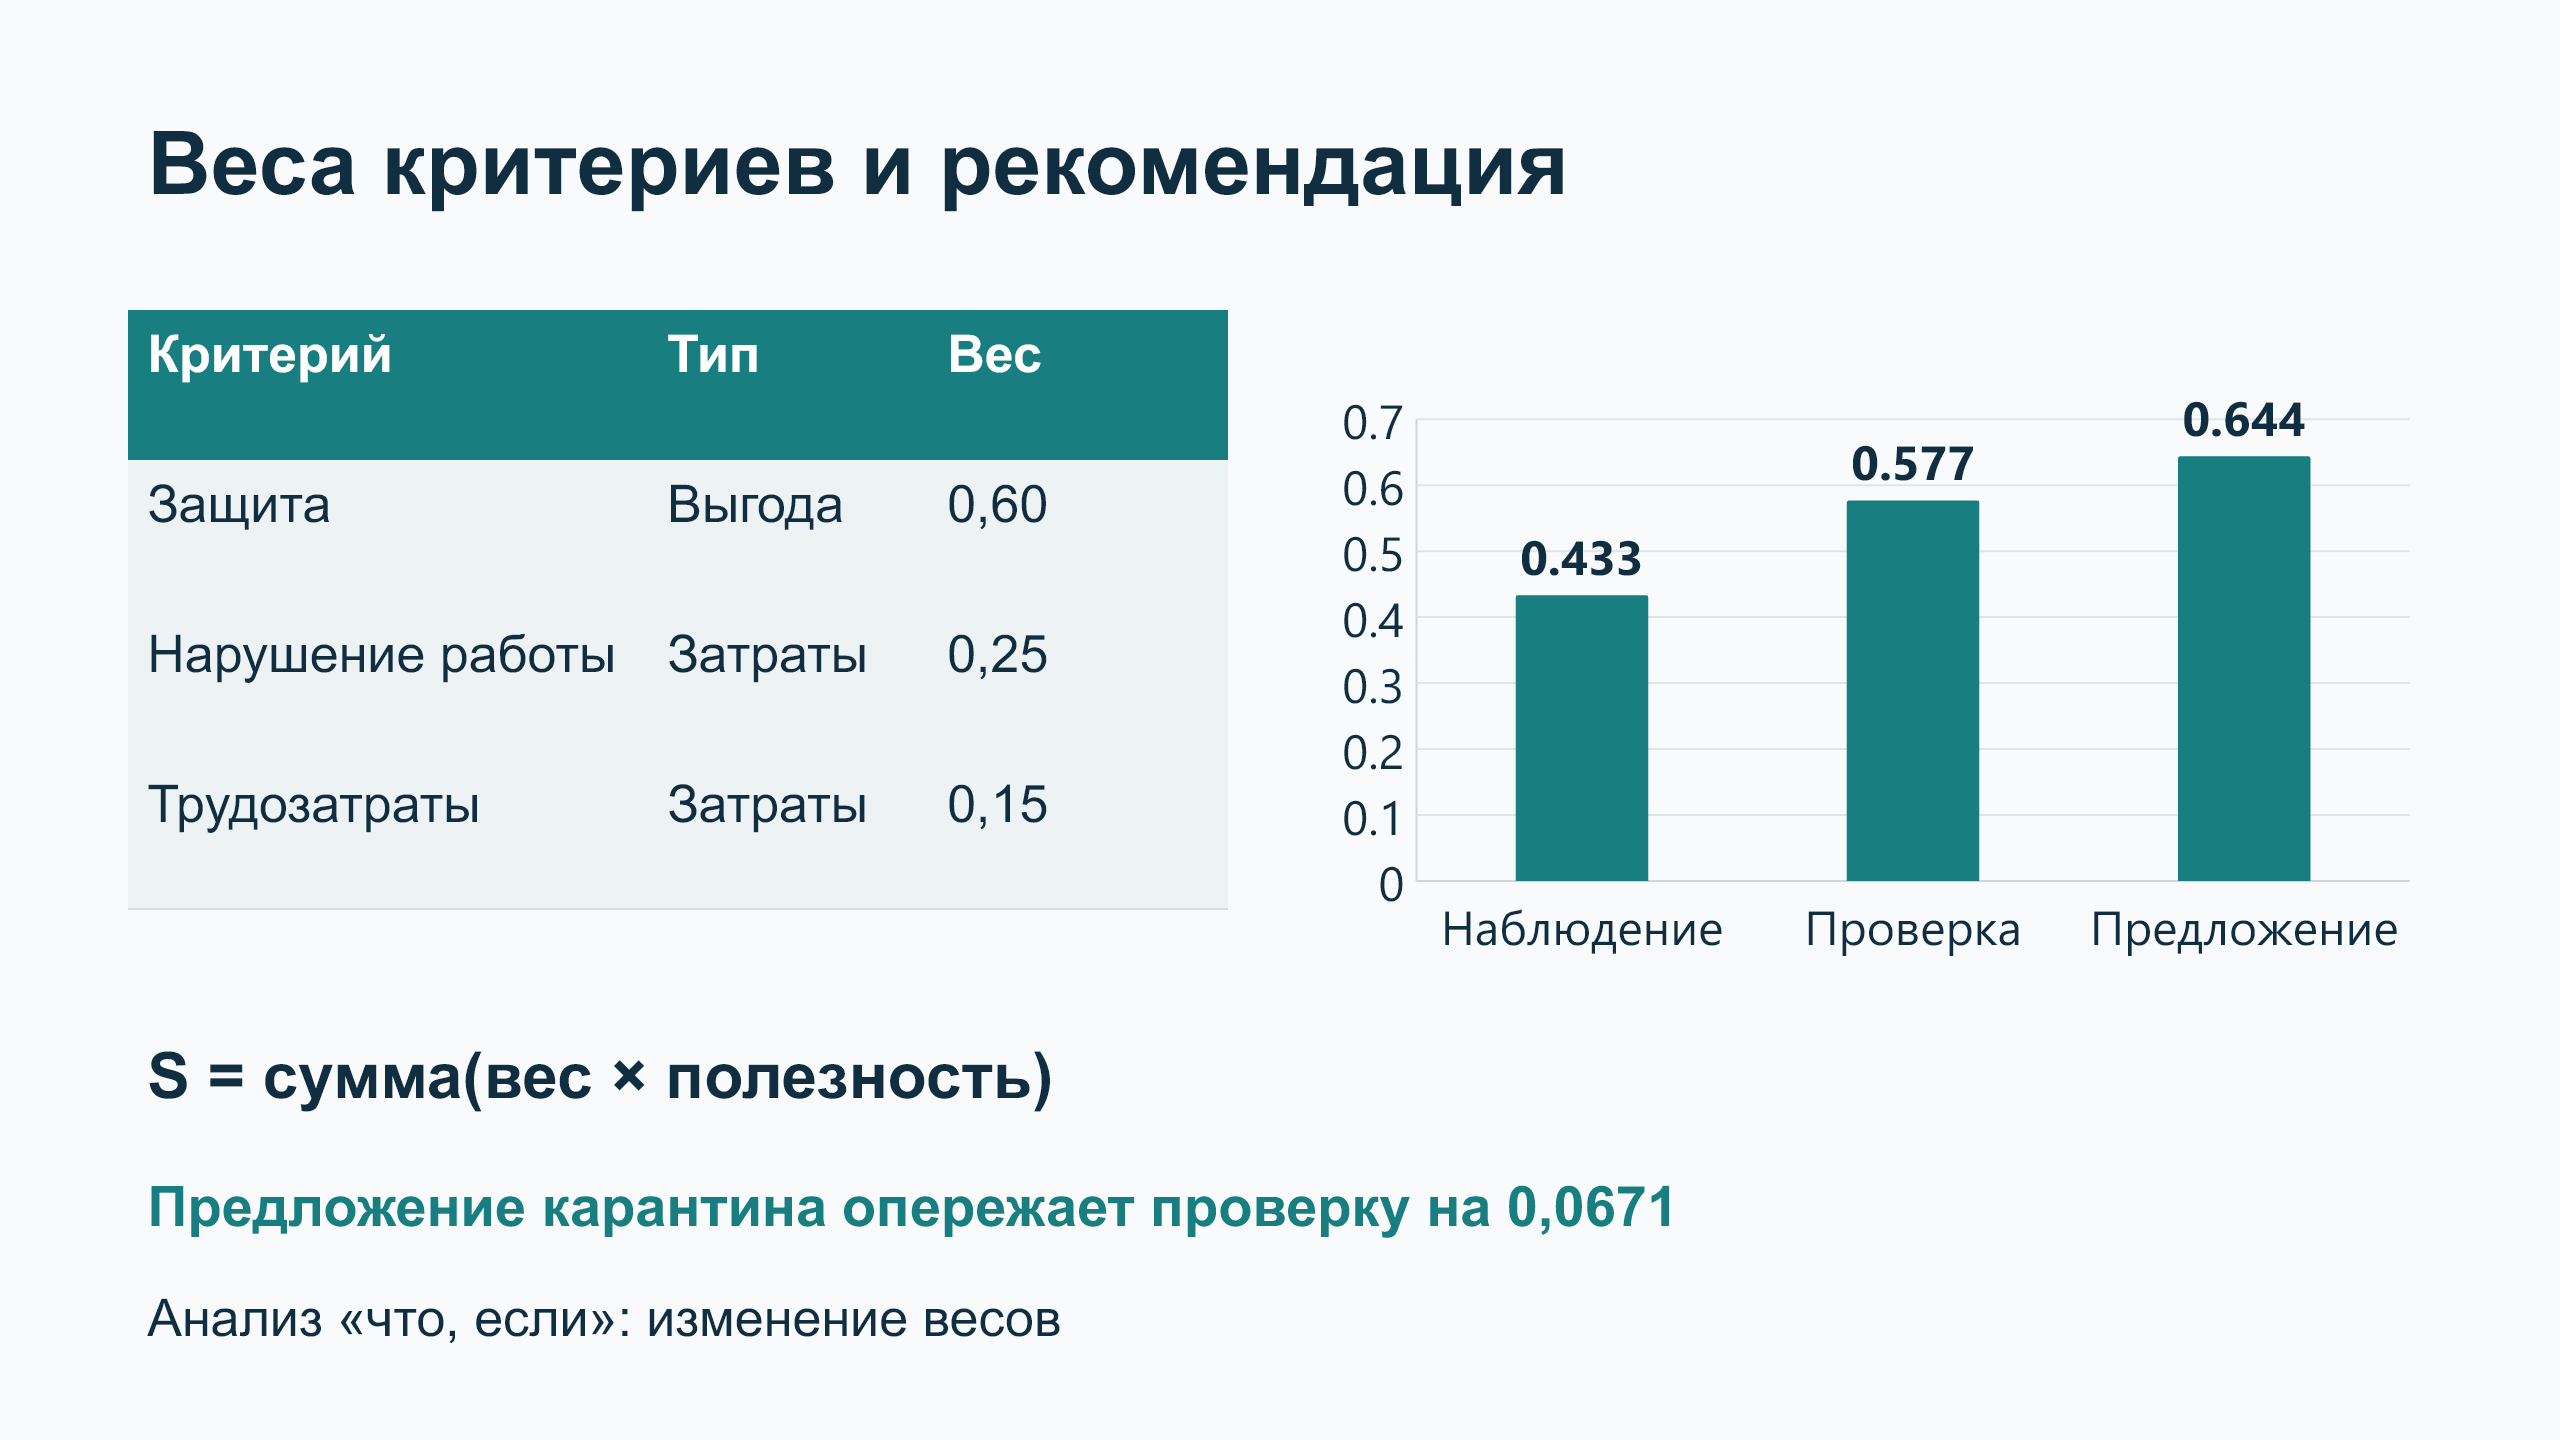 Веса критериев и рекомендация
Критерий Тип Вес
Защита Выгода 0,60
Нарушение работы Затраты 0,25
Трудозатраты Затраты 0,15
0.7
0.6
0.5
0.4
0.3
0.2
0.1
0
0.433
0.577
0.644
Наблюдение Проверка Предложение
S = сумма(вес × полезность)
Предложение карантина опережает проверку на 0,0671
Анализ «что, если»: изменение весов